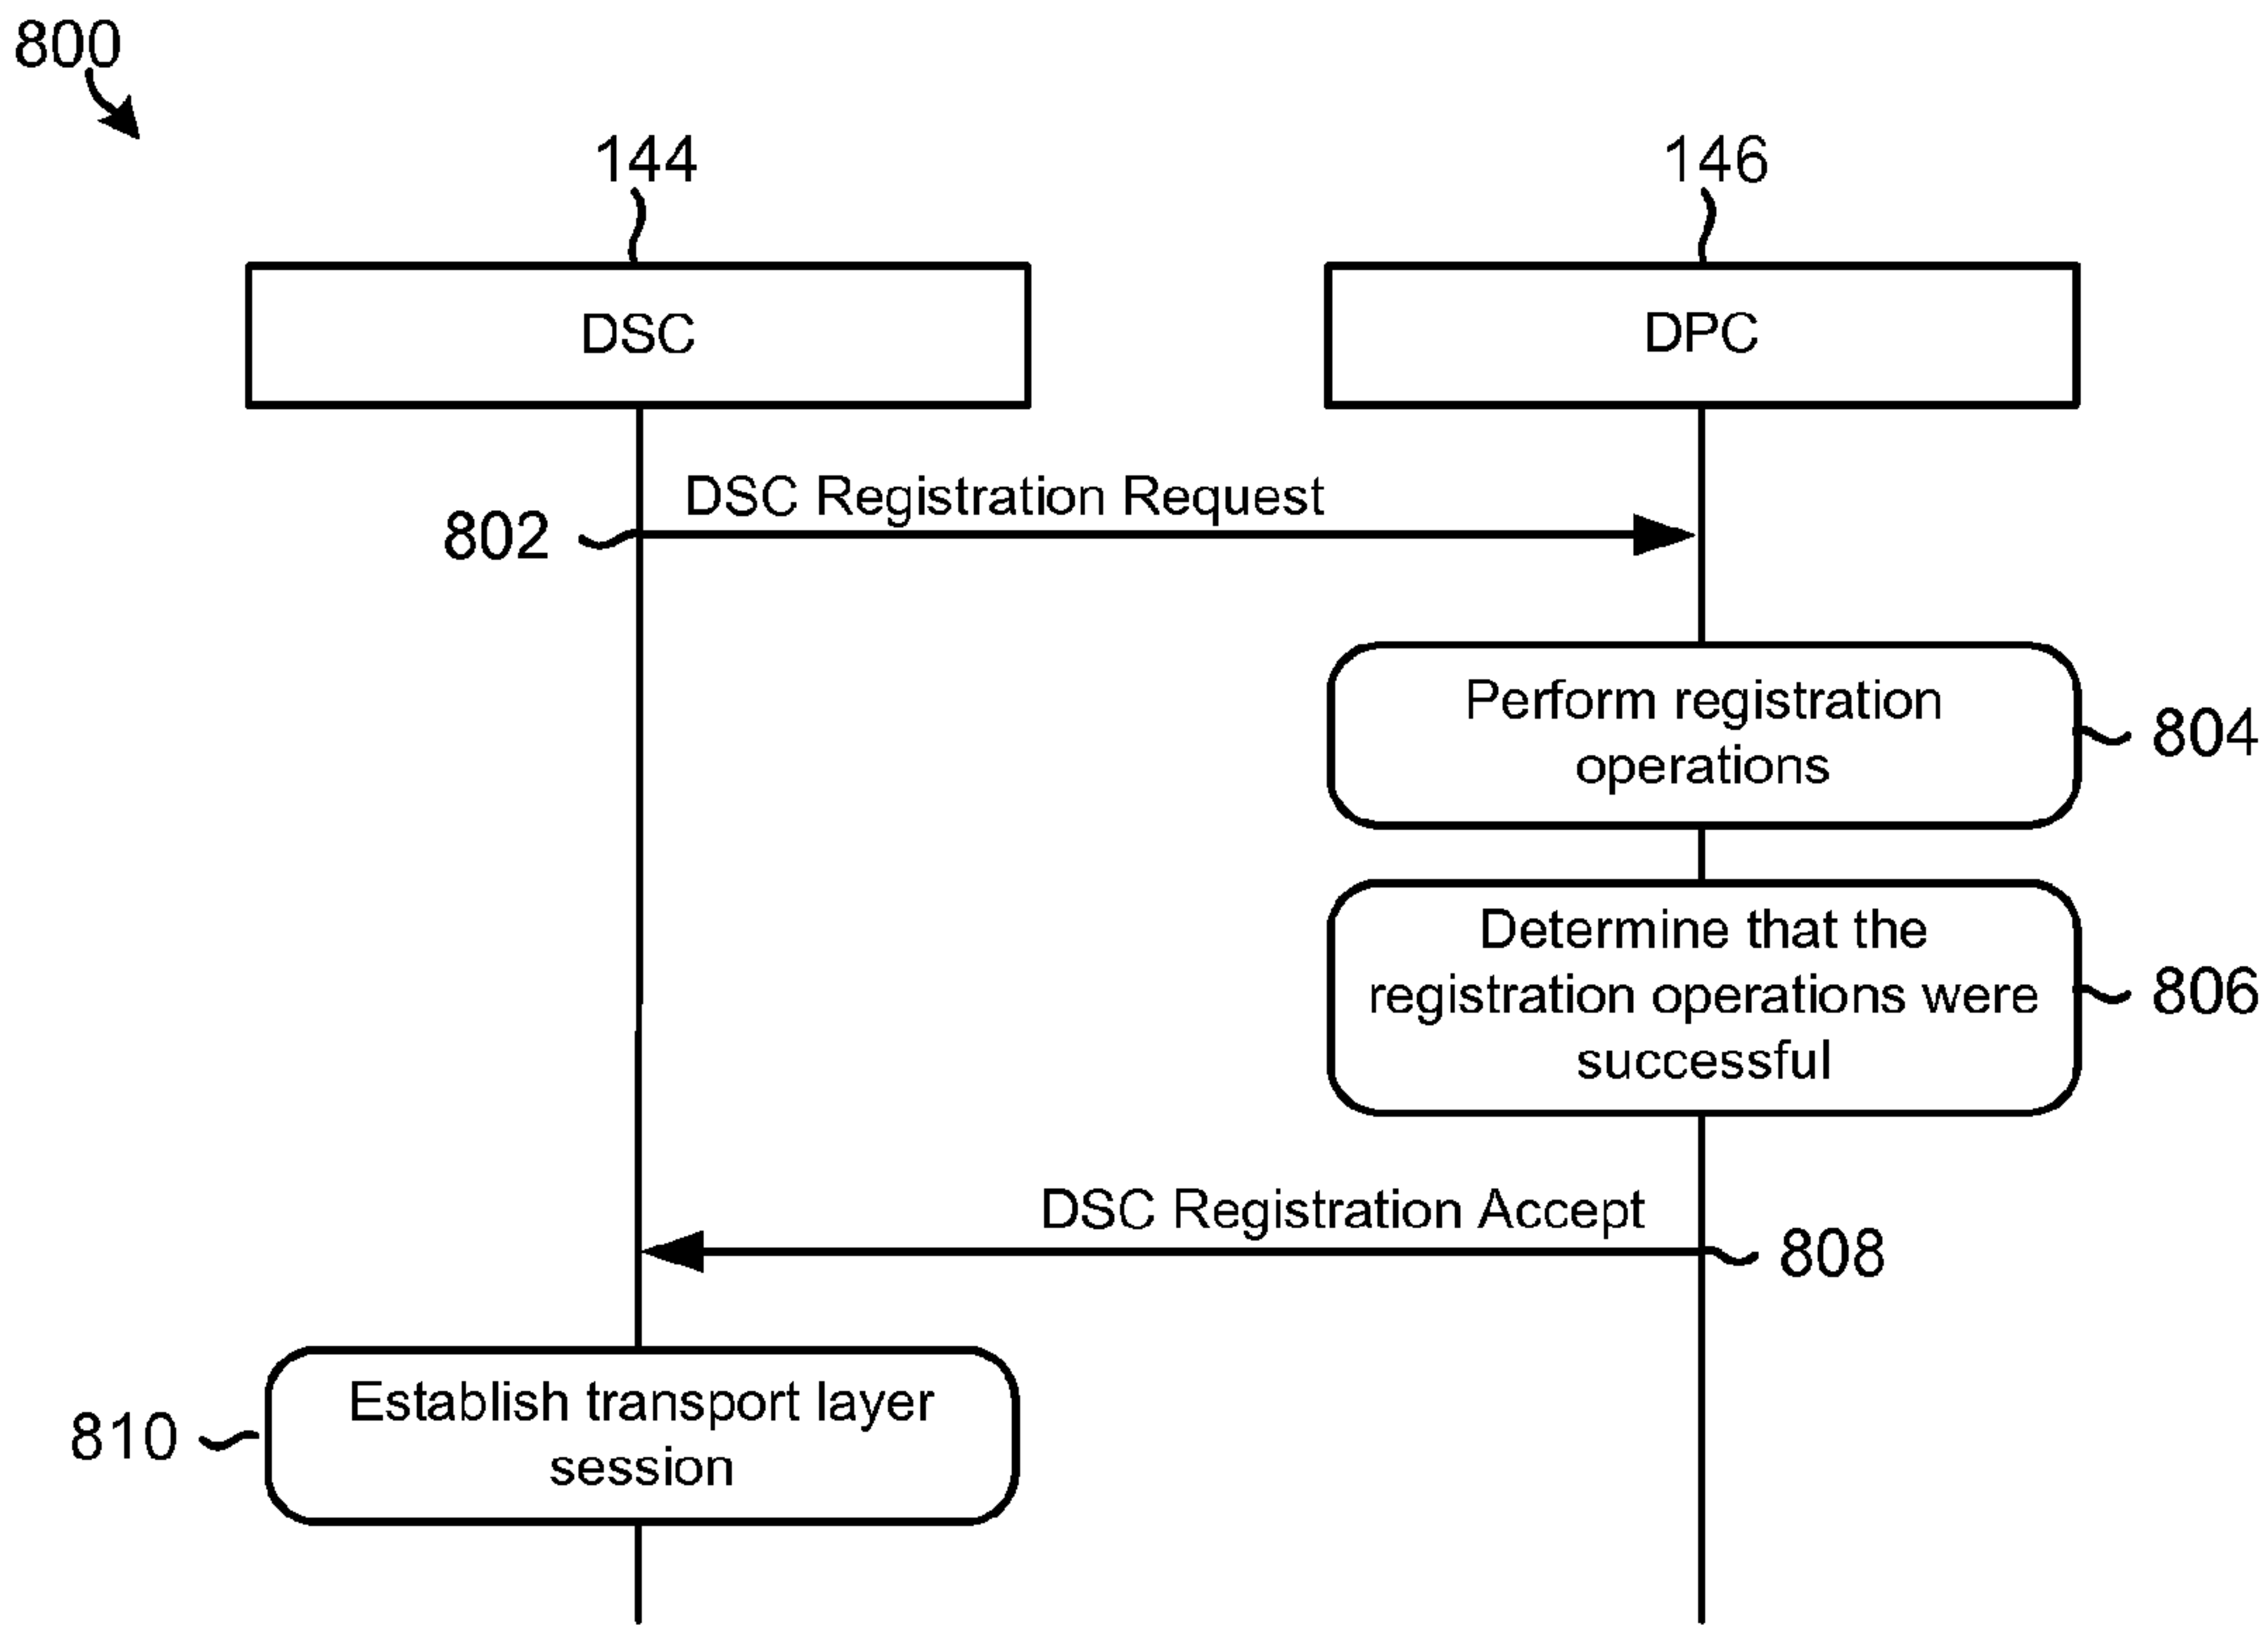 800
144
146
DSC
DPC
DSC Registration Request
802
Perform registration
operations
804
Determine that the
registration operations were
successful
806
DSC Registration Accept
808
Establish transport layer
session
810